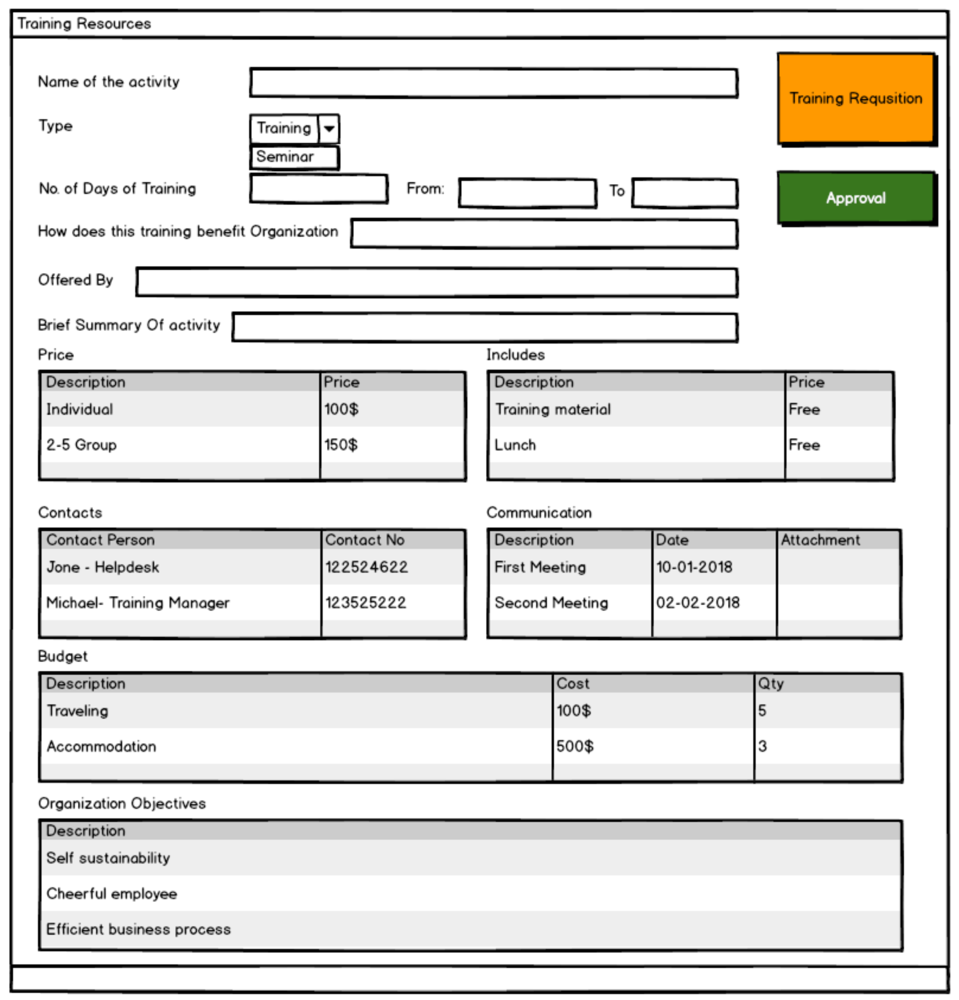 Training Resources
Name of the activity
Training Requsition
Type
Training
Seminar
No. of Days of Training From: To
Approval
How does this training benefit Organization
Offered By
Brief Summary Of activity
Price
Description Price
Individual 100$
2-5 Group 150$
Includes
Description Price
Training material Free
Lunch Free
Contacts
Contact Person Contact No
Jone - Helpdesk 122524622
Michael- Training Manager 123525222
Communication
Description Date Attachment
First Meeting 10-01-2018
Second Meeting 02-02-2018
Budget
Description Cost Qty
Traveling 100$ 5
Accommodation 500$ 3
Organization Objectives
Description
Self sustainability
Cheerful employee
Efficient business process